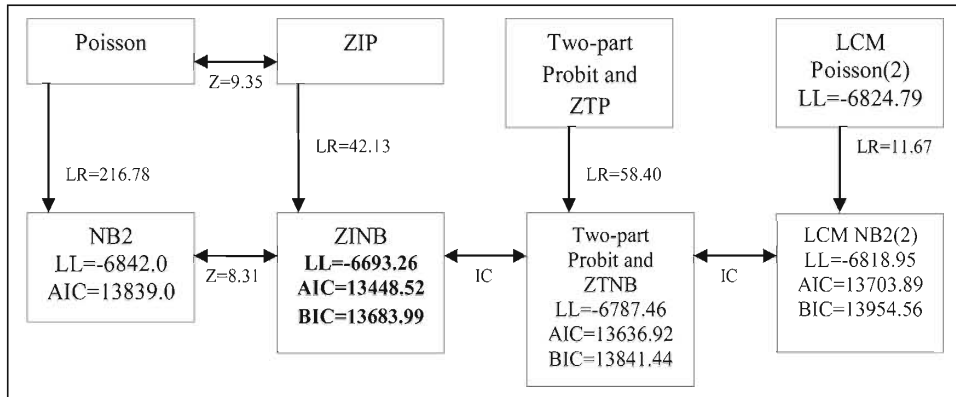 Poisson
ZIP
Two-part
Probit and
ZTP
LCM
Poisson(2)
LL=-6824.79
Z=9.35
LR=216.78
LR=42.13
LR=58.40
LR=11.67
NB2
LL=-6842.0
AIC=13839.0
Z=8.31
ZINB
LL=-6693.26
AIC=13448.52
BIC=13683.99
IC
Two-part
Probit and
ZTNB
LL=-6787.46
AIC=13636.92
BIC=13841.44
IC
LCM NB2(2)
LL=-6818.95
AIC=13703.89
BIC=13954.56